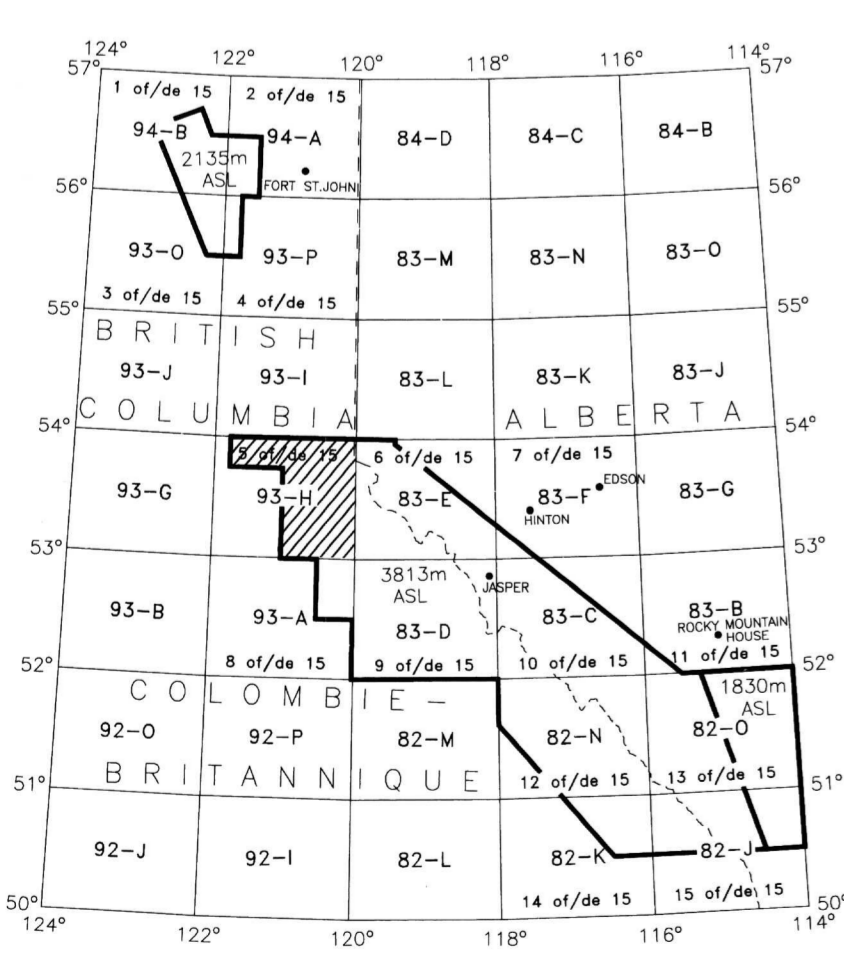 124° 122° 120° 118° 116° 114°
57° 57°
1 of/de 15 2 of/de 15
94-B 94-A 84-D 84-C 84-B
2135m
ASL
FORT ST.JOHN
56° 56°
93-O 93-P 83-M 83-N 83-O
3 of/de 15 4 of/de 15
55° 55°
BRITISH
93-J 93-I 83-L 83-K 83-J
COLUMBIA ALBERTA
54° 54°
5 of/de 15 6 of/de 15 7 of/de 15
93-G 93-H 83-E 83-F 83-G
EDSON
HINTON
53° 53°
3813m
ASL
JASPER
93-B 93-A 83-D 83-C 83-B
ROCKY MOUNTAIN
HOUSE
8 of/de 15 9 of/de 15 10 of/de 15 11 of/de 15
52° 52°
COLOMBIE-
1830m
ASL
92-O 92-P 82-M 82-N 82-O
BRITANNIQUE
12 of/de 15 13 of/de 15
51° 51°
92-J 92-I 82-L 82-K 82-J
14 of/de 15 15 of/de 15
50° 50°
124° 122° 120° 118° 116° 114°